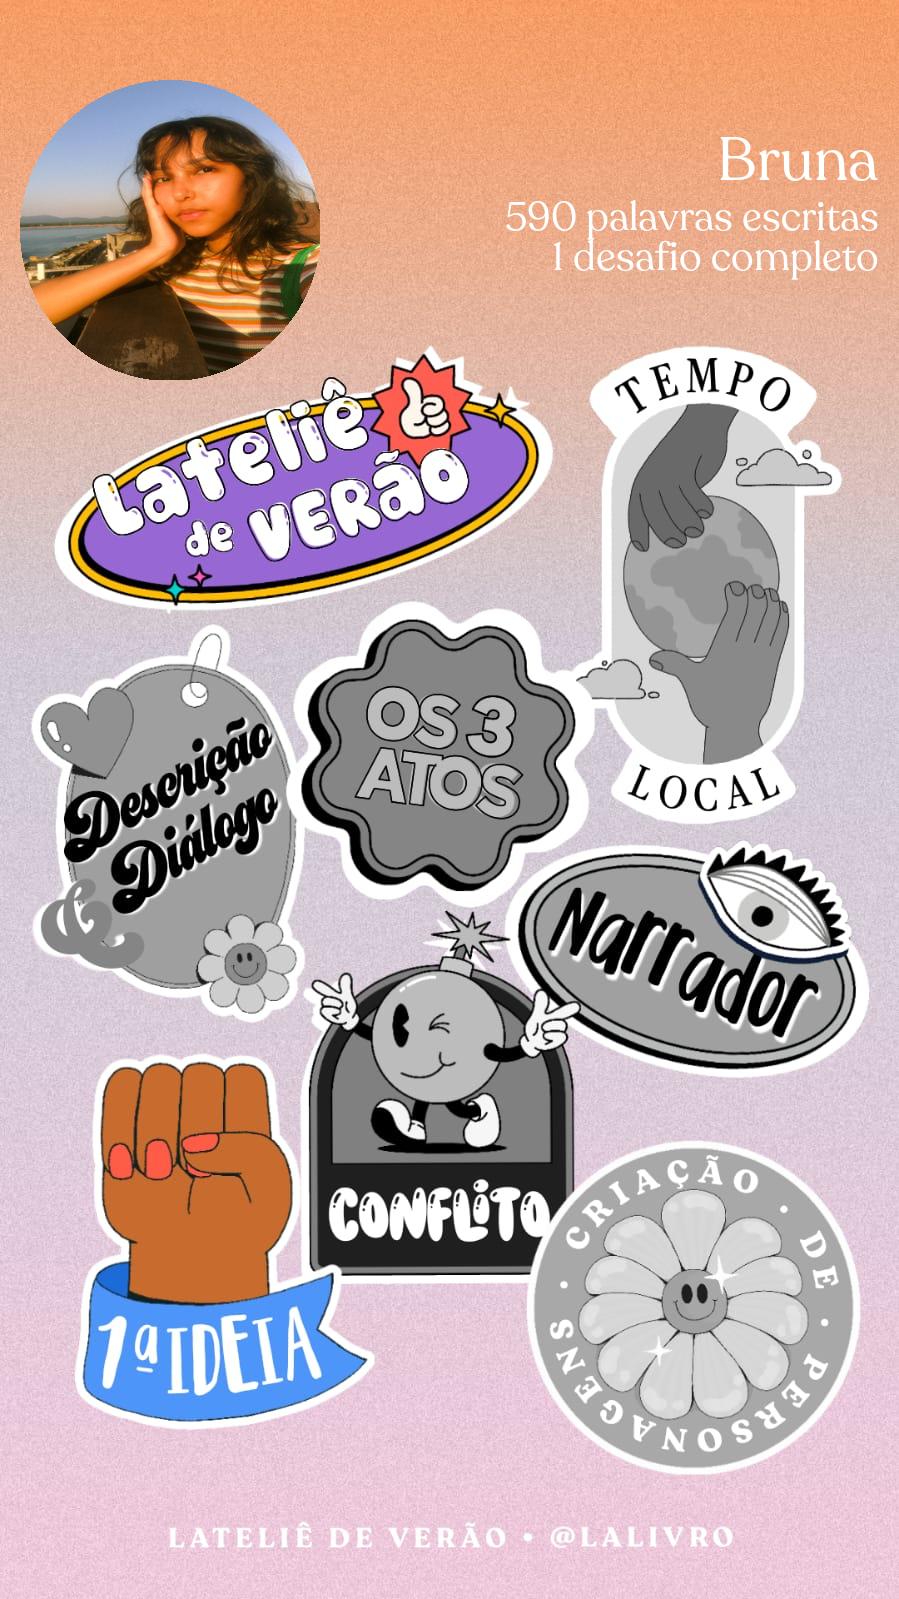 Bruna
590 palavras escritas
1 desafio completo
Lateliê
de VERÃO
TEMPO
LOCAL
Descrição
&
Diálogo
OS 3
ATOS
Narrador
CONFLITO
1ª IDEIA
CRIAÇÃO · DE · PERSONAGENS ·
LATELIÊ DE VERÃO • @LALIVRO